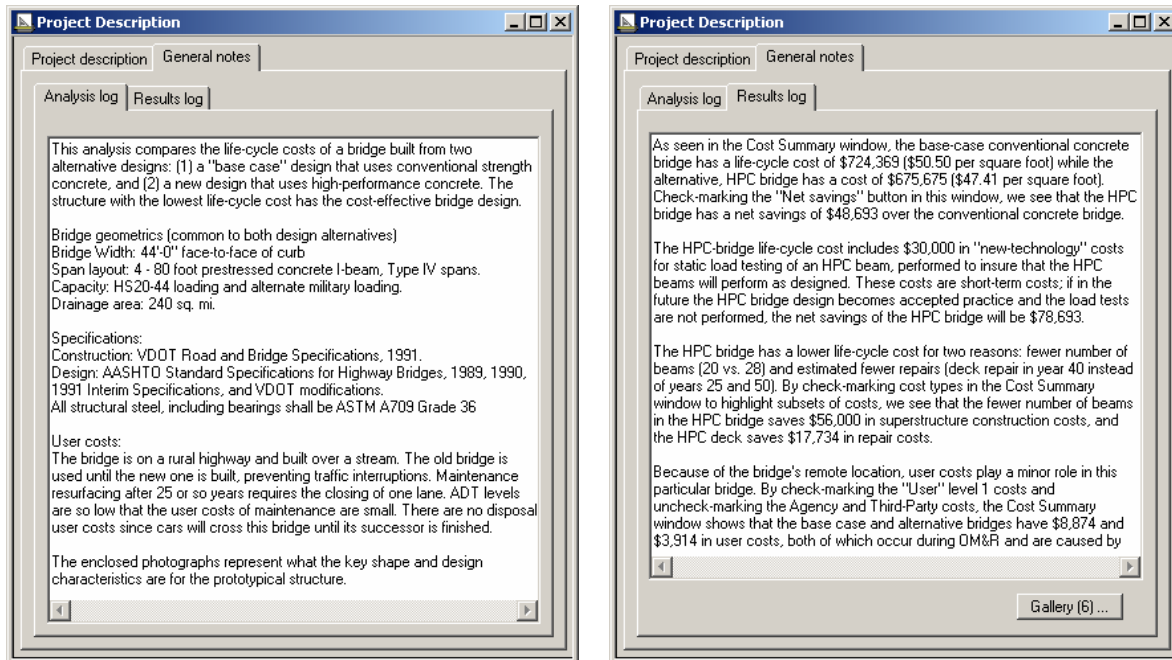 Project Description
Project description
General notes
Analysis log
Results log
This analysis compares the life-cycle costs of a bridge built from two
alternative designs: (1) a "base case" design that uses conventional strength
concrete, and (2) a new design that uses high-performance concrete. The
structure with the lowest life-cycle cost has the cost-effective bridge design.
Bridge geometrics (common to both design alternatives)
Bridge Width: 44'-0" face-to-face of curb
Span layout: 4 - 80 foot prestressed concrete I-beam, Type IV spans.
Capacity: HS20-44 loading and alternate military loading.
Drainage area: 240 sq. mi.
Specifications:
Construction: VDOT Road and Bridge Specifications, 1991.
Design: AASHTO Standard Specifications for Highway Bridges, 1989, 1990,
1991 Interim Specifications, and VDOT modifications.
All structural steel, including bearings shall be ASTM A709 Grade 36
User costs:
The bridge is on a rural highway and built over a stream. The old bridge is
used until the new one is built, preventing traffic interruptions. Maintenance
resurfacing after 25 or so years requires the closing of one lane. ADT levels
are so low that the user costs of maintenance are small. There are no disposal
user costs since cars will cross this bridge until its successor is finished.
The enclosed photographs represent what the key shape and design
characteristics are for the prototypical structure.
Project Description
Project description
General notes
Analysis log
Results log
As seen in the Cost Summary window, the base-case conventional concrete
bridge has a life-cycle cost of $724,369 ($50.50 per square foot) while the
alternative, HPC bridge has a cost of $675,675 ($47.41 per square foot).
Check-marking the "Net savings" button in this window, we see that the HPC
bridge has a net savings of $48,693 over the conventional concrete bridge.
The HPC-bridge life-cycle cost includes $30,000 in "new-technology" costs
for static load testing of an HPC beam, performed to insure that the HPC
beams will perform as designed. These costs are short-term costs; if in the
future the HPC bridge design becomes accepted practice and the load tests
are not performed, the net savings of the HPC bridge will be $78,693.
The HPC bridge has a lower life-cycle cost for two reasons: fewer number of
beams (20 vs. 28) and estimated fewer repairs (deck repair in year 40 instead
of years 25 and 50). By check-marking cost types in the Cost Summary
window to highlight subsets of costs, we see that the fewer number of beams
in the HPC bridge saves $56,000 in superstructure construction costs, and
the HPC deck saves $17,734 in repair costs.
Because of the bridge's remote location, user costs play a minor role in this
particular bridge. By check-marking the "User" level 1 costs and
uncheck-marking the Agency and Third-Party costs, the Cost Summary
window shows that the base case and alternative bridges have $8,874 and
$3,914 in user costs, both of which occur during OM&R and are caused by
Gallery (6) ...